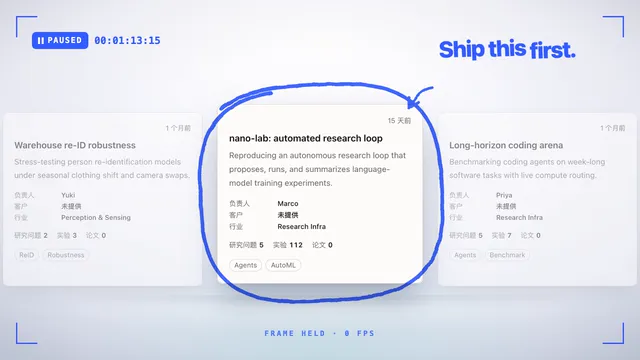 PAUSED 00:01:13:15
Ship this first.
1 个月前
Warehouse re-ID robustness
Stress-testing person re-identification models
under seasonal clothing shift and camera swaps.
负责人 Yuki
客户 未提供
行业 Perception & Sensing
研究问题 2 实验 3 论文 0
ReID Robustness
15 天前
nano-lab: automated research loop
Reproducing an autonomous research loop that
proposes, runs, and summarizes language-
model training experiments.
负责人 Marco
客户 未提供
行业 Research Infra
研究问题 5 实验 112 论文 0
Agents AutoML
1 个月前
Long-horizon coding arena
Benchmarking coding agents on week-long
software tasks with live compute routing.
负责人 Priya
客户 未提供
行业 Research Infra
研究问题 5 实验 7 论文 0
Agents Benchmark
FRAME HELD · 0 FPS